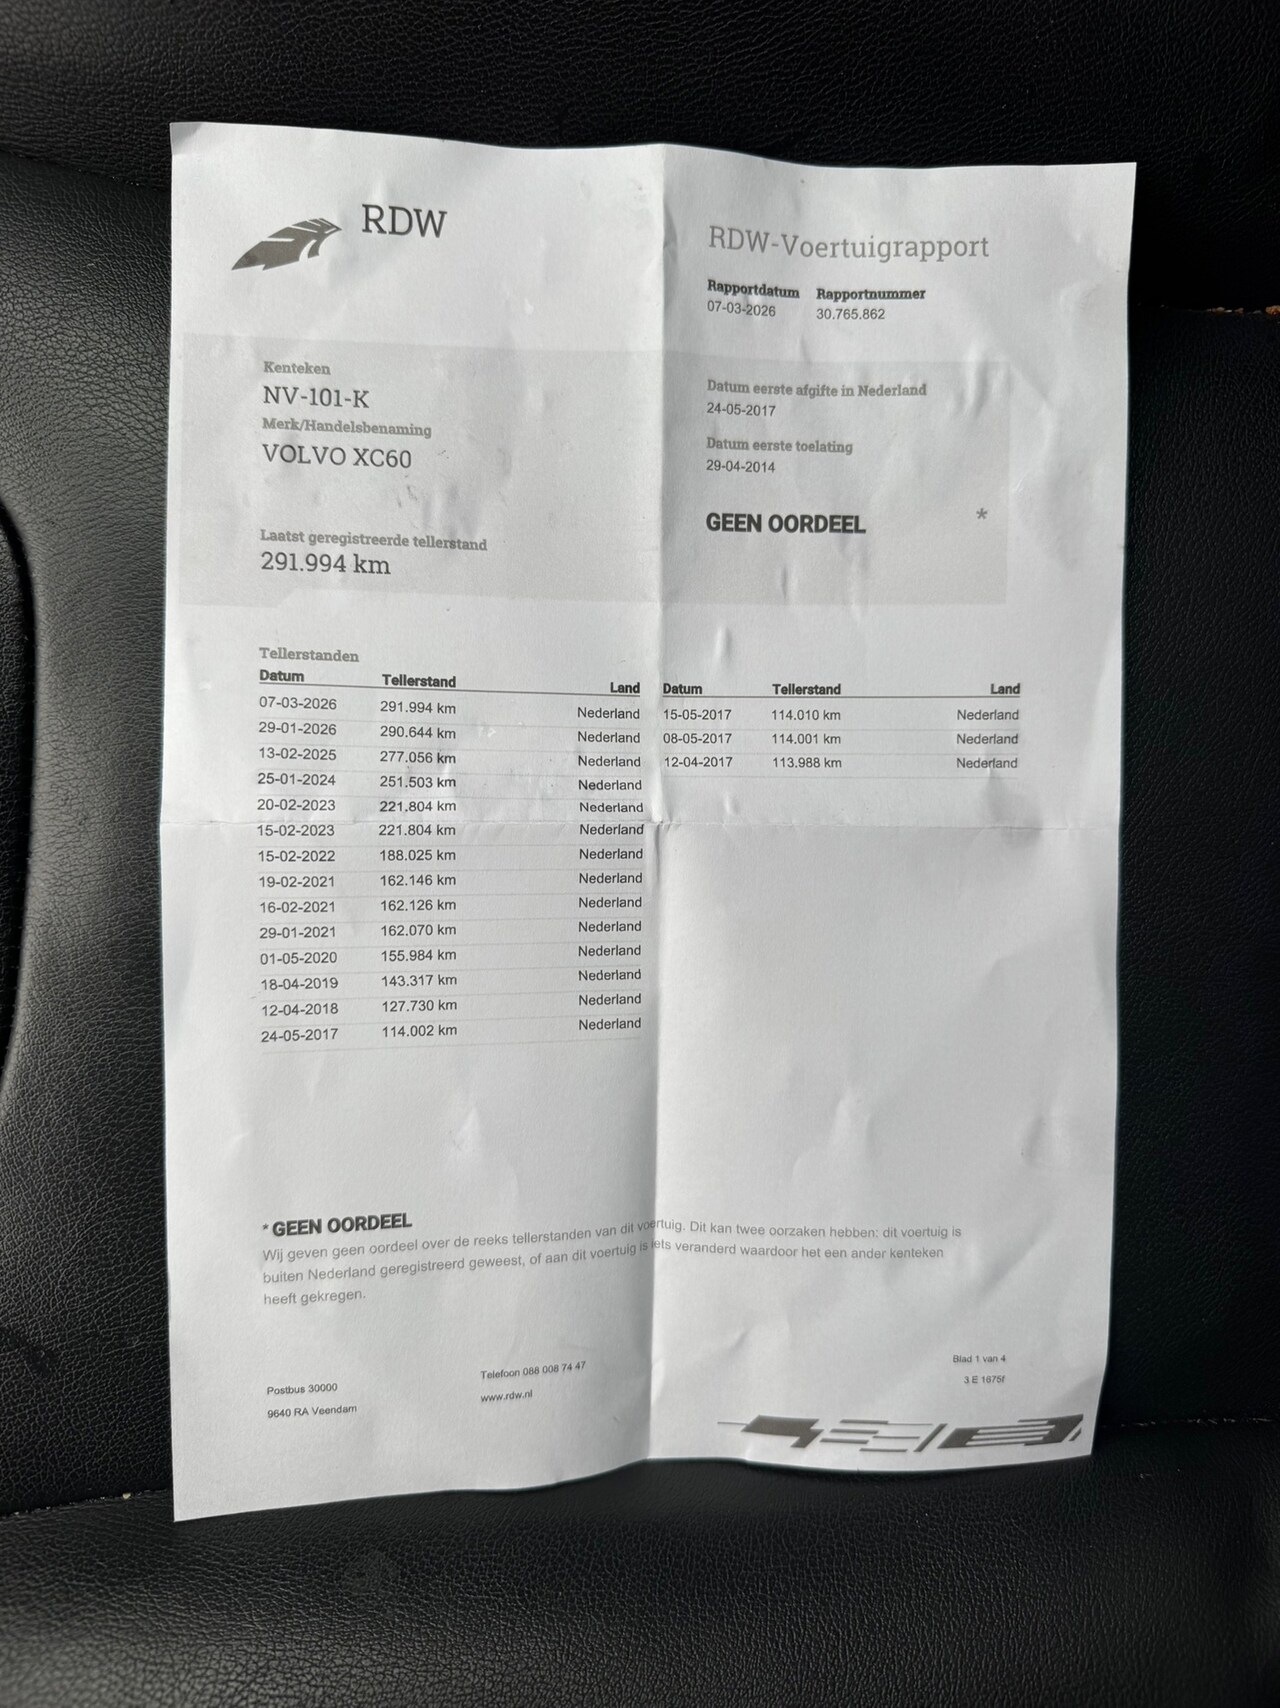 RDW
RDW-Voertuigrapport
Rapportdatum Rapportnummer
07-03-2026 30.765.862
Kenteken
NV-101-K
Merk/Handelsbenaming
VOLVO XC60
Laatst geregistreerde tellerstand
291.994 km
Datum eerste afgifte in Nederland
24-05-2017
Datum eerste toelating
29-04-2014
GEEN OORDEEL *
Tellerstanden
Datum Tellerstand Land
07-03-2026 291.994 km Nederland
29-01-2026 290.644 km Nederland
13-02-2025 277.056 km Nederland
25-01-2024 251.503 km Nederland
20-02-2023 221.804 km Nederland
15-02-2023 221.804 km Nederland
15-02-2022 188.025 km Nederland
19-02-2021 162.146 km Nederland
16-02-2021 162.126 km Nederland
29-01-2021 162.070 km Nederland
01-05-2020 155.984 km Nederland
18-04-2019 143.317 km Nederland
12-04-2018 127.730 km Nederland
24-05-2017 114.002 km Nederland
Datum Tellerstand Land
15-05-2017 114.010 km Nederland
08-05-2017 114.001 km Nederland
12-04-2017 113.988 km Nederland
* GEEN OORDEEL
Wij geven geen oordeel over de reeks tellerstanden van dit voertuig. Dit kan twee oorzaken hebben: dit voertuig is
buiten Nederland geregistreerd geweest, of aan dit voertuig is iets veranderd waardoor het een ander kenteken
heeft gekregen.
Postbus 30000
9640 RA Veendam
Telefoon 088 008 74 47
www.rdw.nl
Blad 1 van 4
3 E 1675f